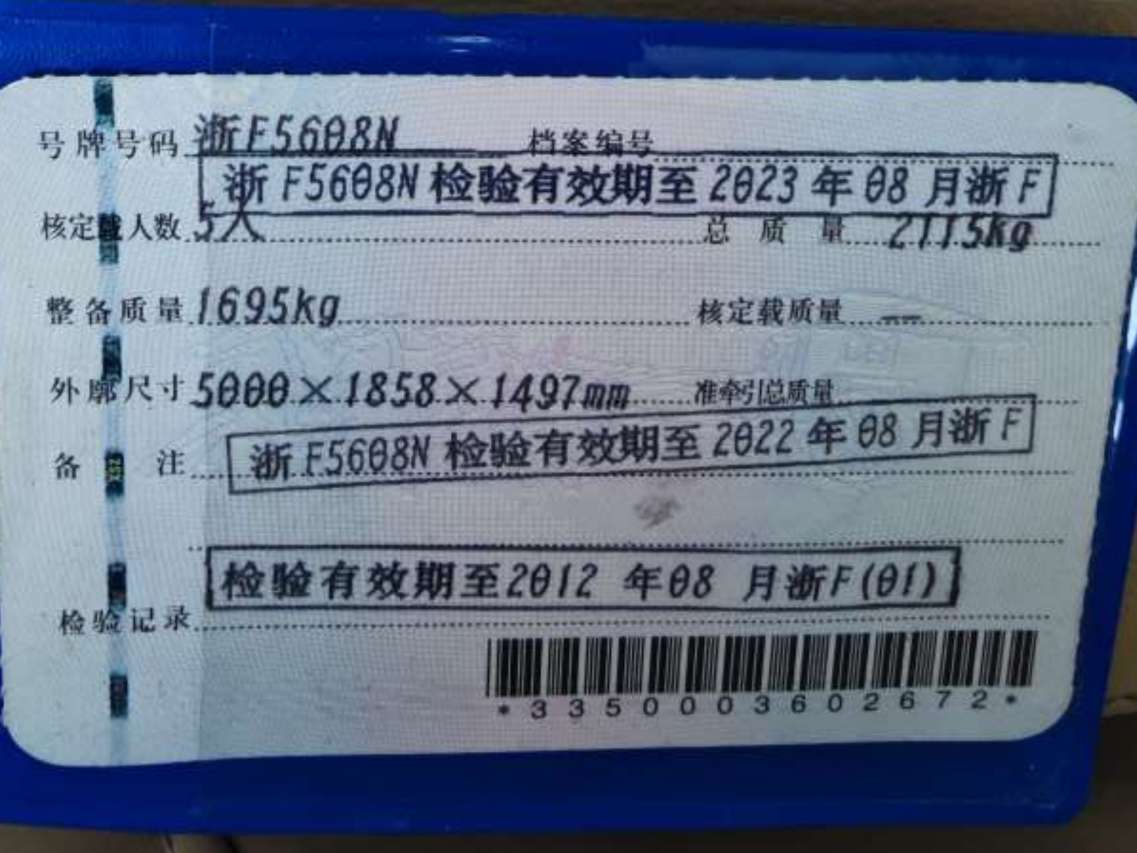 号牌号码 浙F5608N 档案编号
浙F5608N检验有效期至2023年08月浙F
核定载人数 5人 总质量 2115kg
整备质量 1695kg 核定载质量 --
外廓尺寸 5000×1858×1497mm 准牵引总质量
浙F5608N检验有效期至2022年08月浙F
备注
检验有效期至2012年08月浙F(01)
检验记录
*3350003602672*